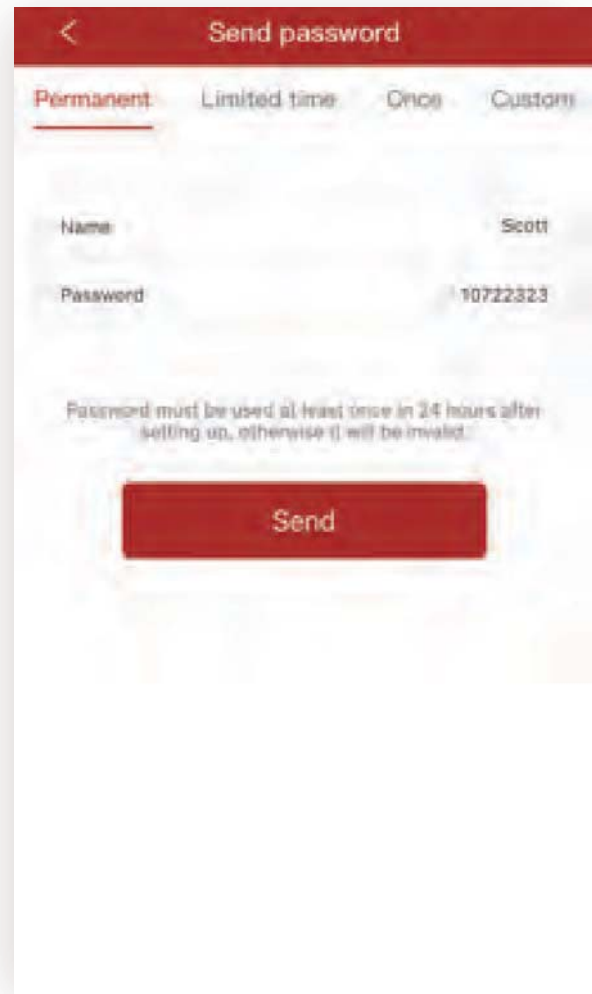 Send password
Permanent Limited time Once Custom
Name Scott
Password 10722323
Password must be used at least once in 24 hours after
setting up, otherwise it will be invalid.
Send